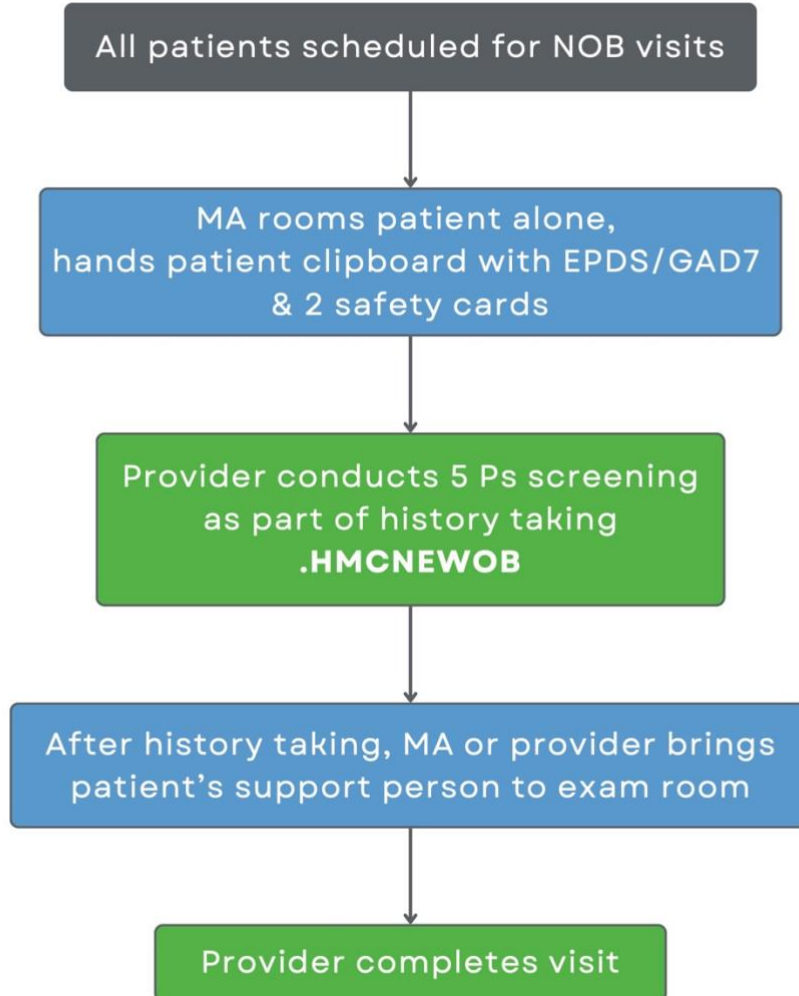 All patients scheduled for NOB visits
MA rooms patient alone,
hands patient clipboard with EPDS/GAD7
& 2 safety cards
Provider conducts 5 Ps screening
as part of history taking
.HMCNEWOB
After history taking, MA or provider brings
patient’s support person to exam room
Provider completes visit